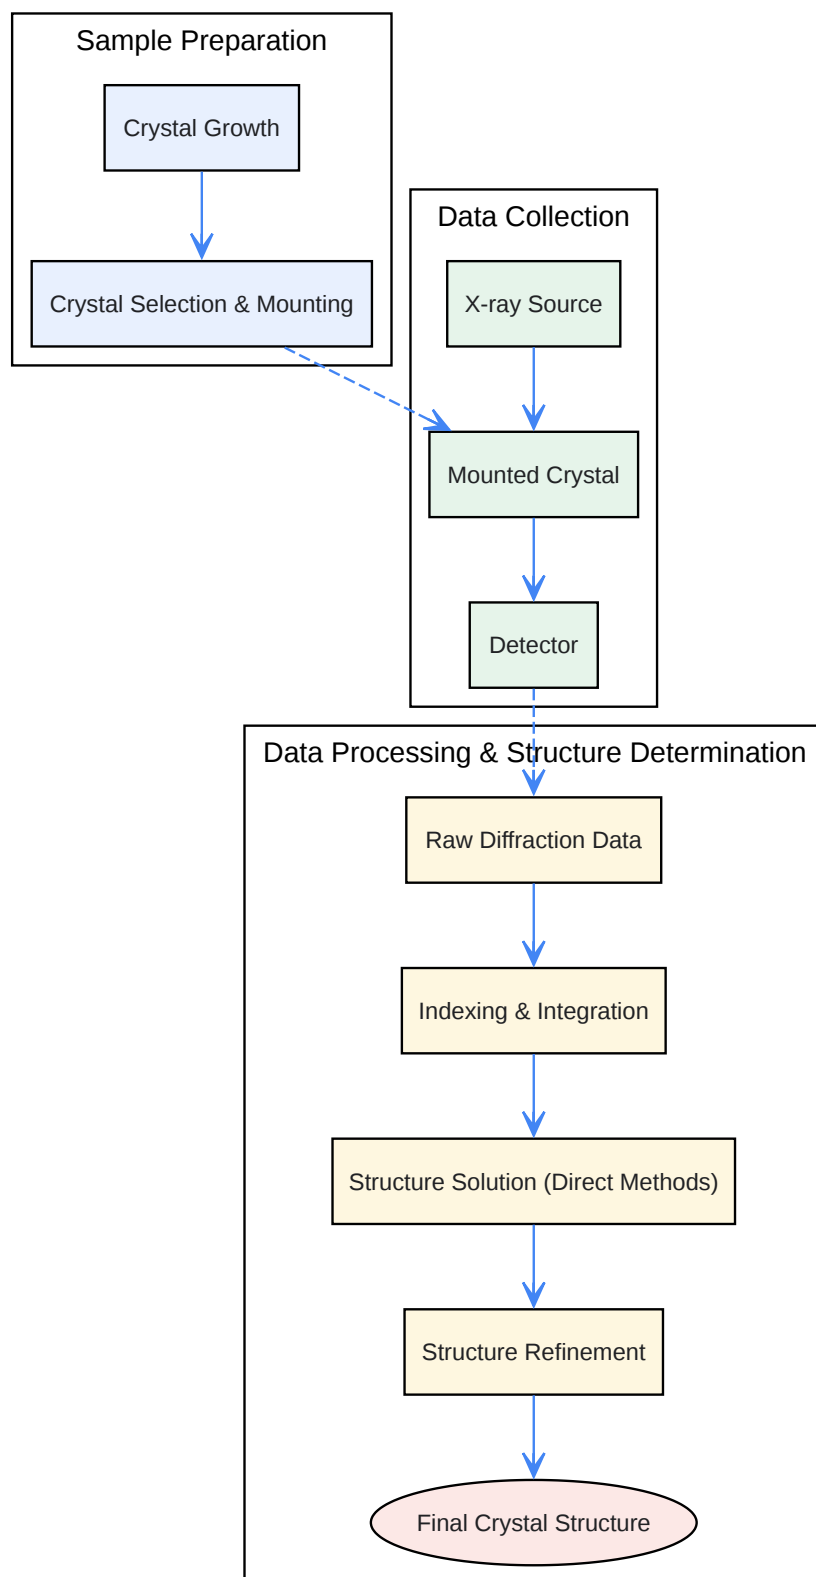 Sample Preparation
Crystal Growth
Crystal Selection & Mounting
Data Collection
X-ray Source
Mounted Crystal
Detector
Data Processing & Structure Determination
Raw Diffraction Data
Indexing & Integration
Structure Solution (Direct Methods)
Structure Refinement
Final Crystal Structure